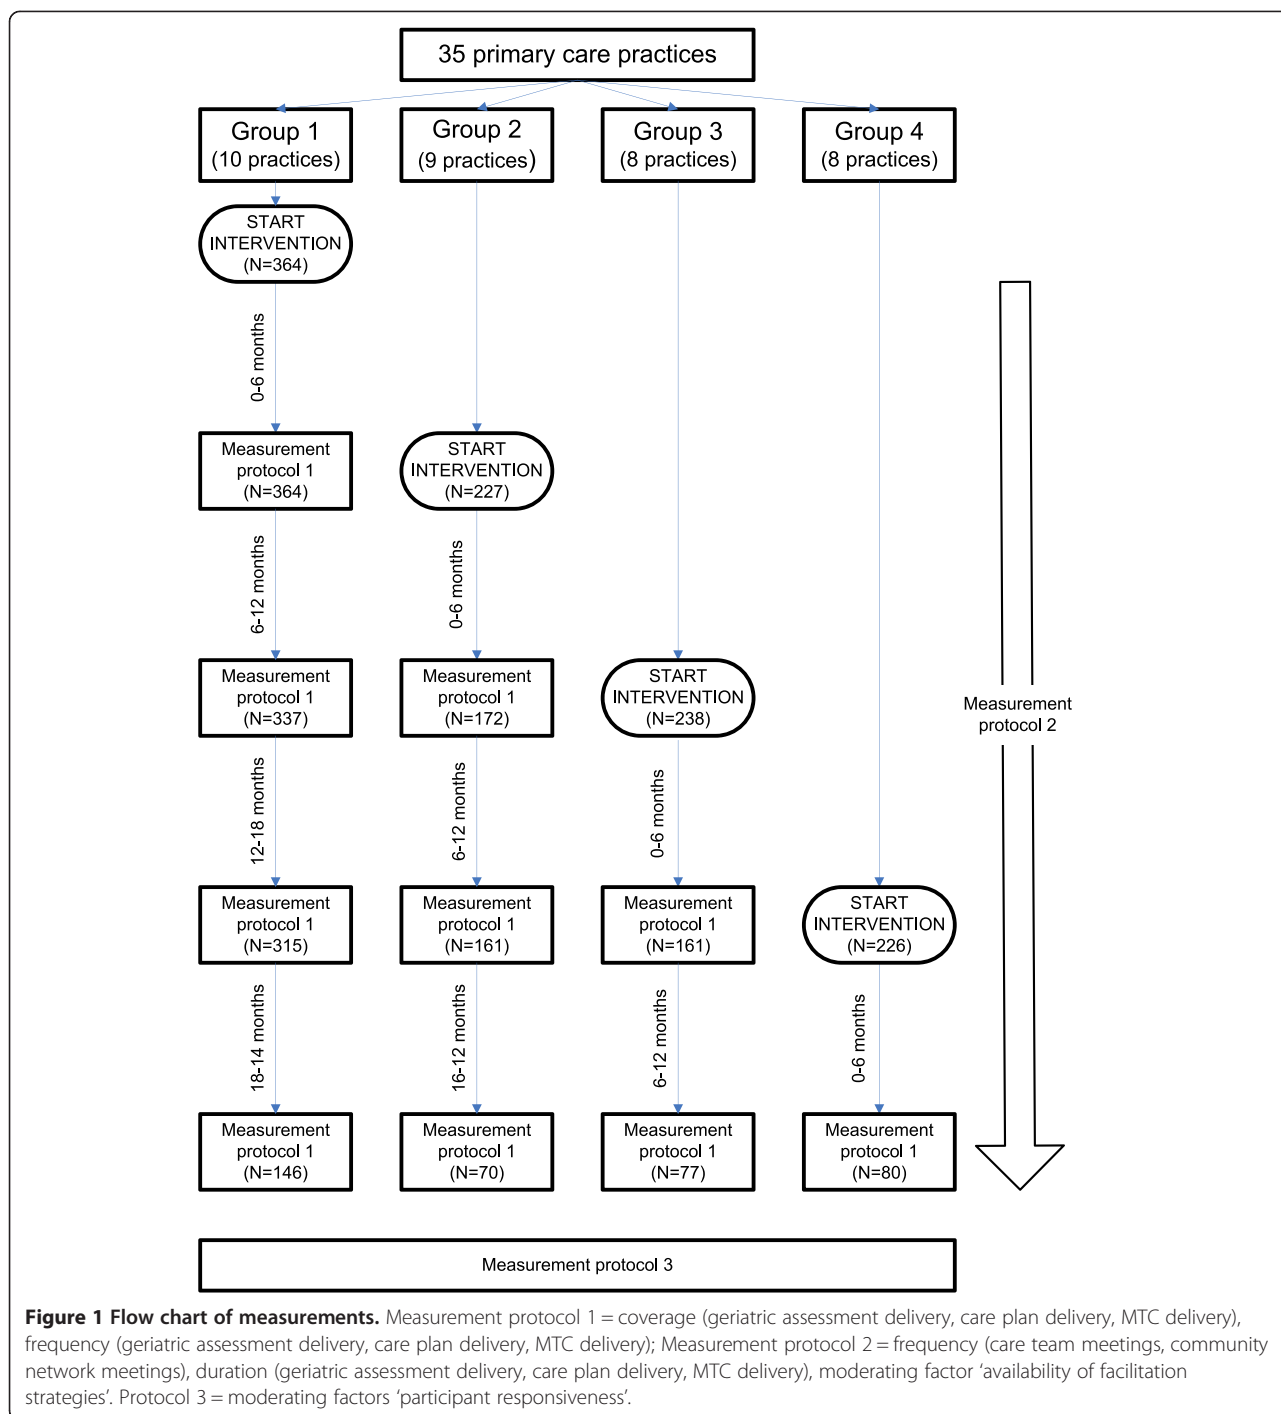 35 primary care practices
Group 1
(10 practices)
Group 2
(9 practices)
Group 3
(8 practices)
Group 4
(8 practices)
START
INTERVENTION
(N=364)
0-6 months
Measurement
protocol 1
(N=364)
START
INTERVENTION
(N=227)
6-12 months
0-6 months
Measurement
protocol 1
(N=337)
Measurement
protocol 1
(N=172)
START
INTERVENTION
(N=238)
Measurement
protocol 2
12-18 months
6-12 months
0-6 months
Measurement
protocol 1
(N=315)
Measurement
protocol 1
(N=161)
Measurement
protocol 1
(N=161)
START
INTERVENTION
(N=226)
18-14 months
16-12 months
6-12 months
0-6 months
Measurement
protocol 1
(N=146)
Measurement
protocol 1
(N=70)
Measurement
protocol 1
(N=77)
Measurement
protocol 1
(N=80)
Measurement protocol 3
Figure 1 Flow chart of measurements. Measurement protocol 1 = coverage (geriatric assessment delivery, care plan delivery, MTC delivery),
frequency (geriatric assessment delivery, care plan delivery, MTC delivery); Measurement protocol 2 = frequency (care team meetings, community
network meetings), duration (geriatric assessment delivery, care plan delivery, MTC delivery), moderating factor ‘availability of facilitation
strategies’. Protocol 3 = moderating factors ‘participant responsiveness’.